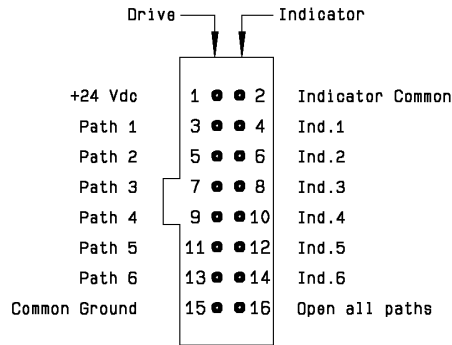 Drive Indicator
+24 Vdc 1 2 Indicator Common
Path 1 3 4 Ind.1
Path 2 5 6 Ind.2
Path 3 7 8 Ind.3
Path 4 9 10 Ind.4
Path 5 11 12 Ind.5
Path 6 13 14 Ind.6
Common Ground 15 16 Open all paths